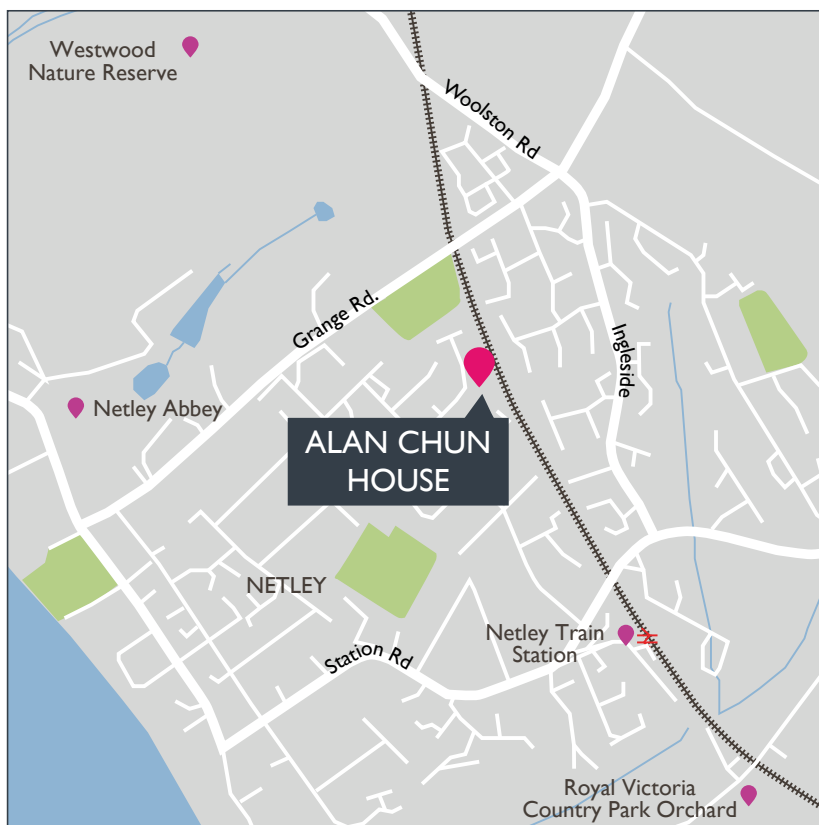 Westwood
Nature Reserve
Woolston Rd
Grange Rd.
Ingleside
Netley Abbey
ALAN CHUN
HOUSE
NETLEY
Netley Train
Station
Station Rd
Royal Victoria
Country Park Orchard